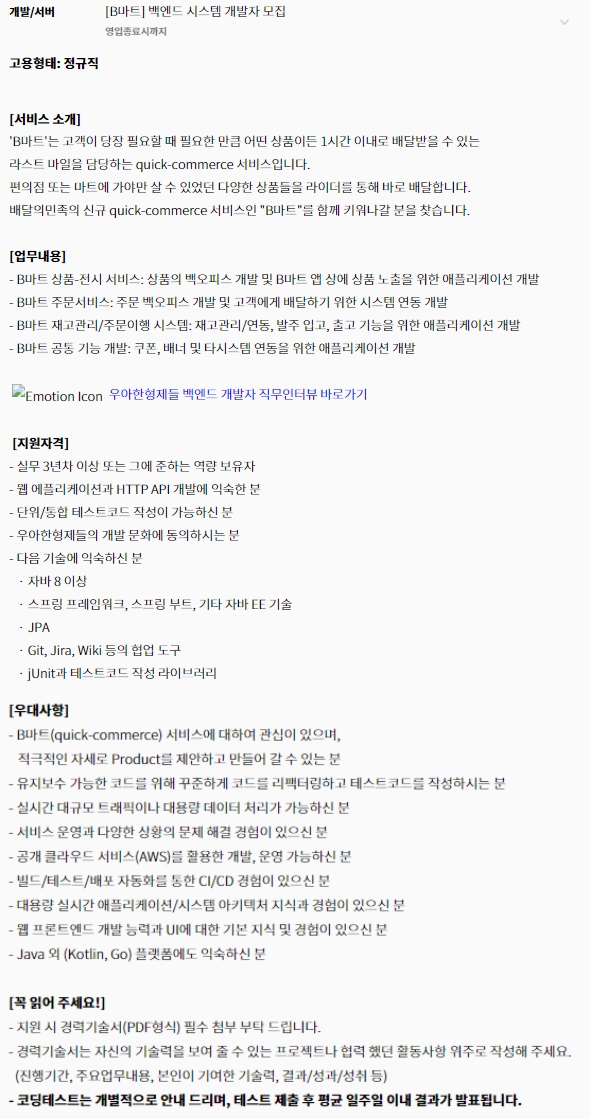 개발/서버 [B마트] 백엔드 시스템 개발자 모집
영입종료시까지
고용형태: 정규직
[서비스 소개]
'B마트'는 고객이 당장 필요할 때 필요한 만큼 어떤 상품이든 1시간 이내로 배달받을 수 있는
라스트 마일을 담당하는 quick-commerce 서비스입니다.
편의점 또는 마트에 가야만 살 수 있었던 다양한 상품들을 라이더를 통해 바로 배달합니다.
배달의민족의 신규 quick-commerce 서비스인 "B마트"를 함께 키워나갈 분을 찾습니다.
[업무내용]
- B마트 상품-전시 서비스: 상품의 백오피스 개발 및 B마트 앱 상에 상품 노출을 위한 애플리케이션 개발
- B마트 주문서비스: 주문 백오피스 개발 및 고객에게 배달하기 위한 시스템 연동 개발
- B마트 재고관리/주문이행 시스템: 재고관리/연동, 발주 입고, 출고 기능을 위한 애플리케이션 개발
- B마트 공통 기능 개발: 쿠폰, 배너 및 타시스템 연동을 위한 애플리케이션 개발
Emotion Icon 우아한형제들 백엔드 개발자 직무인터뷰 바로가기
[지원자격]
- 실무 3년차 이상 또는 그에 준하는 역량 보유자
- 웹 에플리케이션과 HTTP API 개발에 익숙한 분
- 단위/통합 테스트코드 작성이 가능하신 분
- 우아한형제들의 개발 문화에 동의하시는 분
- 다음 기술에 익숙하신 분
· 자바 8 이상
· 스프링 프레임워크, 스프링 부트, 기타 자바 EE 기술
· JPA
· Git, Jira, Wiki 등의 협업 도구
· jUnit과 테스트코드 작성 라이브러리
[우대사항]
- B마트(quick-commerce) 서비스에 대하여 관심이 있으며,
적극적인 자세로 Product를 제안하고 만들어 갈 수 있는 분
- 유지보수 가능한 코드를 위해 꾸준하게 코드를 리팩터링하고 테스트코드를 작성하시는 분
- 실시간 대규모 트래픽이나 대용량 데이터 처리가 가능하신 분
- 서비스 운영과 다양한 상황의 문제 해결 경험이 있으신 분
- 공개 클라우드 서비스(AWS)를 활용한 개발, 운영 가능하신 분
- 빌드/테스트/배포 자동화를 통한 CI/CD 경험이 있으신 분
- 대용량 실시간 애플리케이션/시스템 아키텍처 지식과 경험이 있으신 분
- 웹 프론트엔드 개발 능력과 UI에 대한 기본 지식 및 경험이 있으신 분
- Java 외 (Kotlin, Go) 플랫폼에도 익숙하신 분
[꼭 읽어 주세요!]
- 지원 시 경력기술서(PDF형식) 필수 첨부 부탁 드립니다.
- 경력기술서는 자신의 기술력을 보여 줄 수 있는 프로젝트나 협력 했던 활동사항 위주로 작성해 주세요.
(진행기간, 주요업무내용, 본인이 기여한 기술력, 결과/성과/성취 등)
- 코딩테스트는 개별적으로 안내 드리며, 테스트 제출 후 평균 일주일 이내 결과가 발표됩니다.